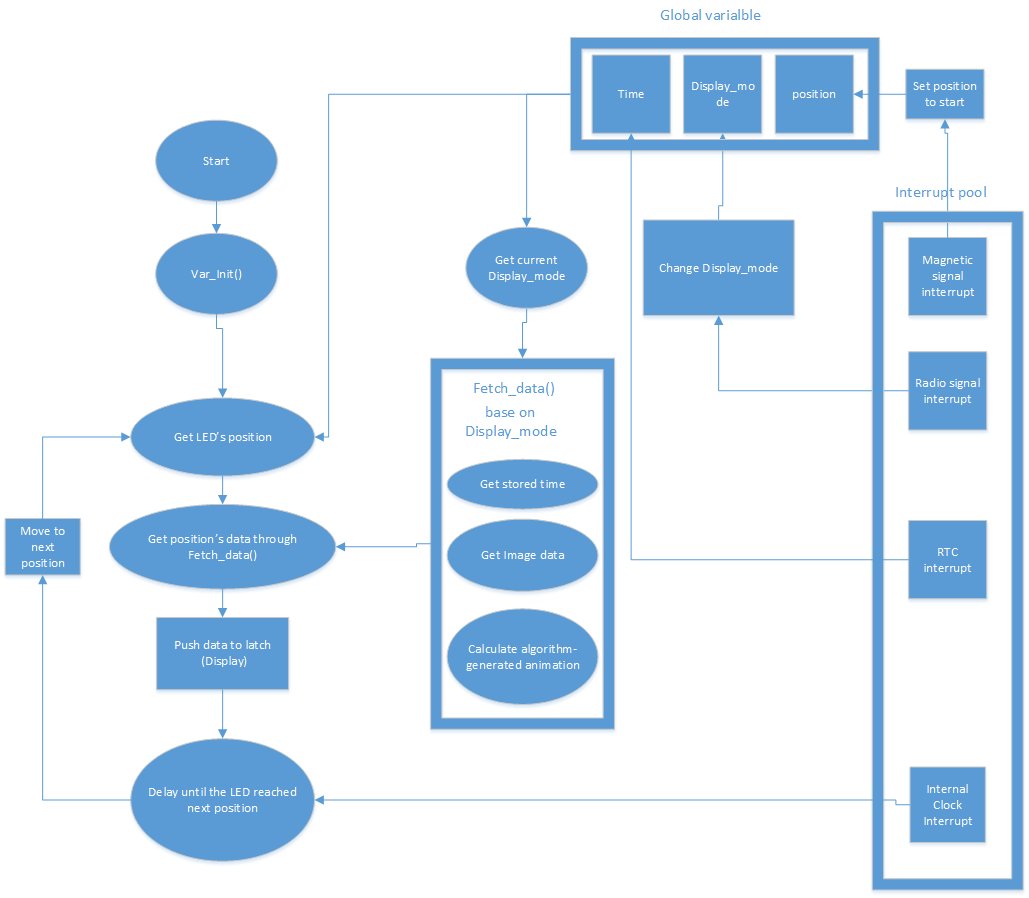 Global varialble
Time
Display_mo
de
position
Set position
to start
Start
Interrupt pool
Var_Init()
Get current
Display_mode
Change Display_mode
Magnetic
signal
intterrupt
Fetch_data()
base on
Display_mode
Radio signal
interrupt
Get LED's position
Get stored time
Move to
next
position
Get position's data through
Fetch_data()
Get Image data
RTC
interrupt
Push data to latch
(Display)
Calculate algorithm-
generated animation
Delay until the LED reached
next position
Internal
Clock
Interrupt